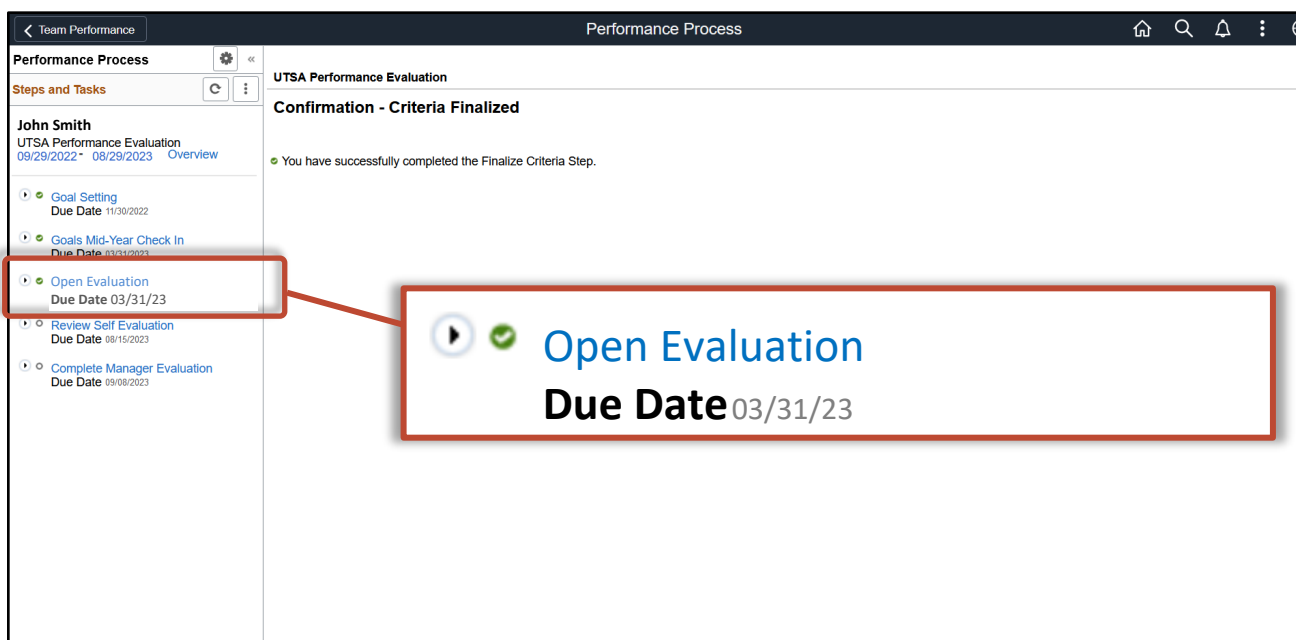 Team Performance
Performance Process
Performance Process
Steps and Tasks
John Smith
UTSA Performance Evaluation
09/29/2022 - 08/29/2023 Overview
Goal Setting
Due Date 11/30/2022
Goals Mid-Year Check In
Due Date 03/31/2023
Open Evaluation
Due Date 03/31/23
Review Self Evaluation
Due Date 08/15/2023
Complete Manager Evaluation
Due Date 09/08/2023
UTSA Performance Evaluation
Confirmation - Criteria Finalized
You have successfully completed the Finalize Criteria Step.
Open Evaluation
Due Date 03/31/23